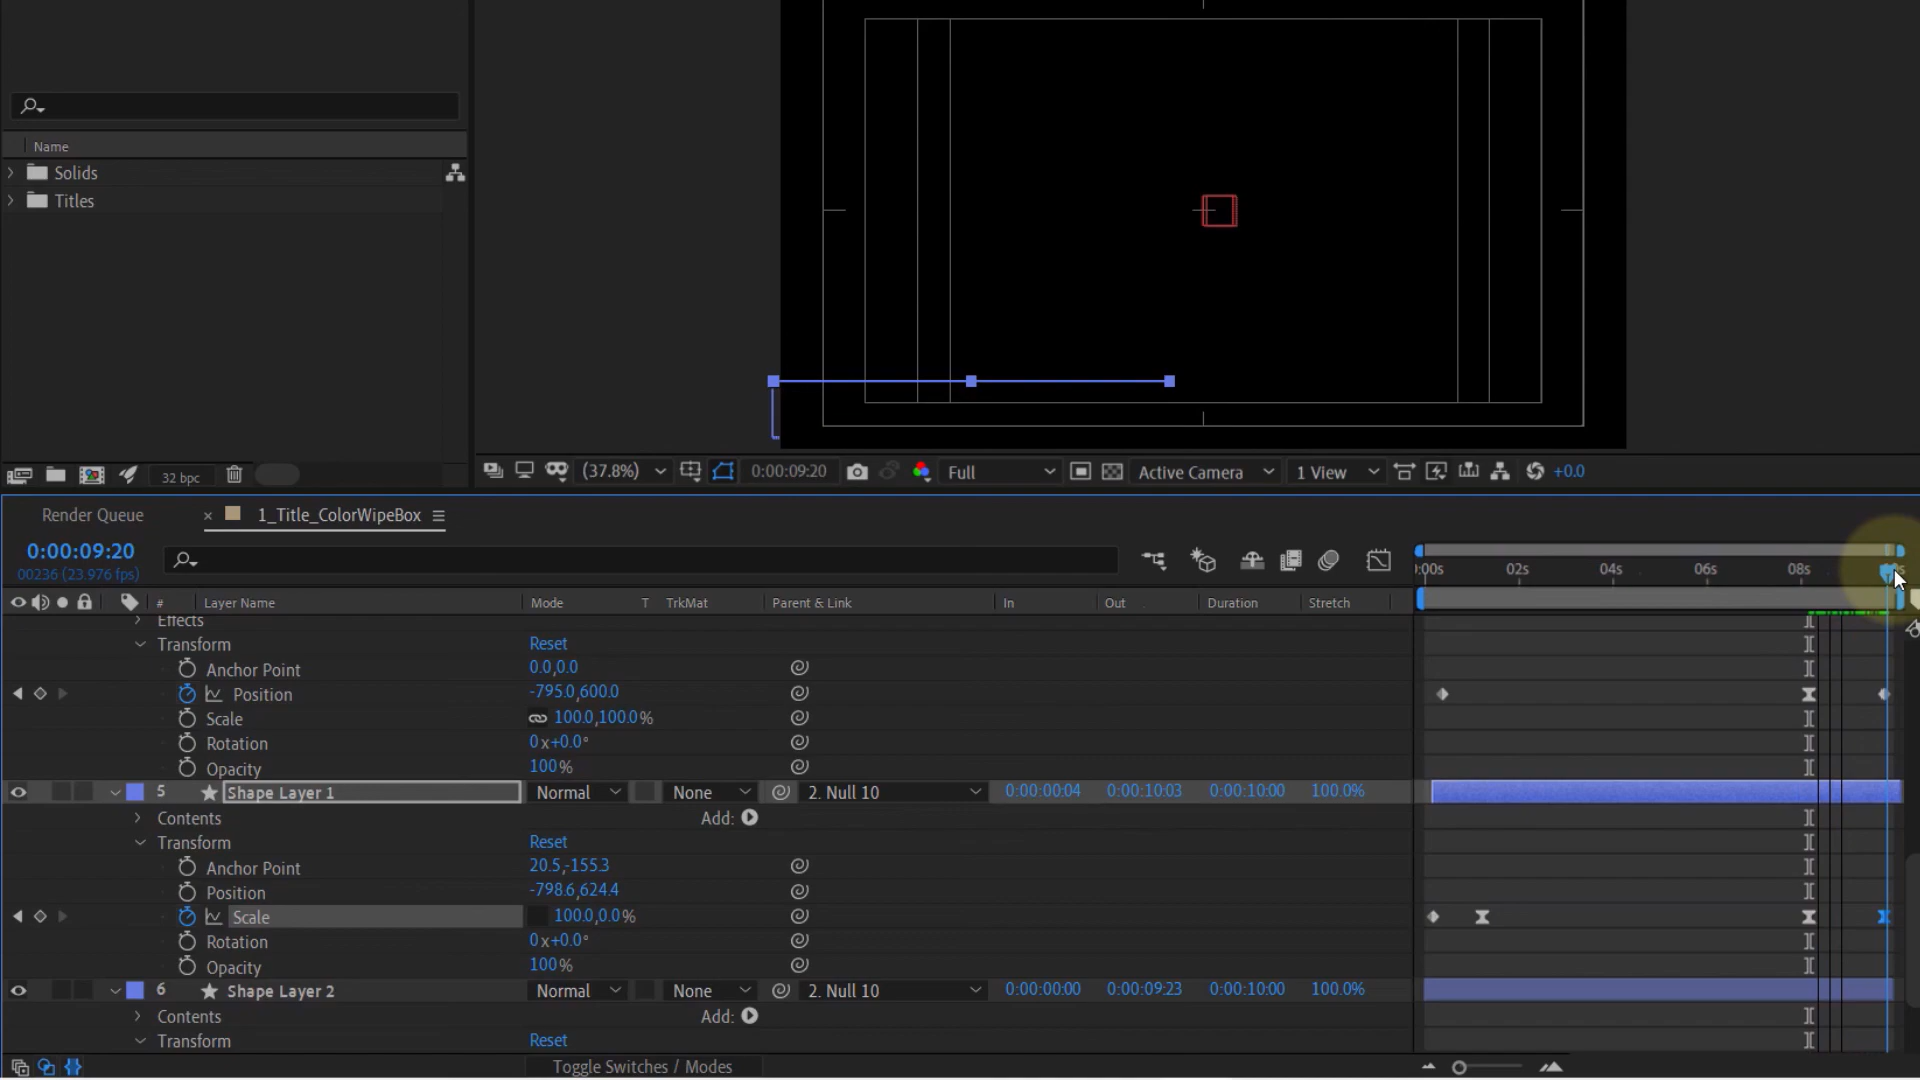 Name
Solids
Titles
32 bpc
(37.8%)
0:00:09:20
Full
Active Camera
1 View
+0.0
Render Queue
1_Title_ColorWipeBox
0:00:09:20
00236 (23.976 fps)
):00s 02s 04s 06s 08s
# Layer Name Mode T TrkMat Parent & Link In Out Duration Stretch
Effects
Transform Reset
Anchor Point 0.0,0.0
Position -795.0,600.0
Scale 100.0,100.0%
Rotation 0x+0.0°
Opacity 100%
5 Shape Layer 1 Normal None 2. Null 10 0:00:00:04 0:00:10:03 0:00:10:00 100.0%
Contents Add:
Transform Reset
Anchor Point 20.5,-155.3
Position -798.6,624.4
Scale 100.0,0.0%
Rotation 0x+0.0°
Opacity 100%
6 Shape Layer 2 Normal None 2. Null 10 0:00:00:00 0:00:09:23 0:00:10:00 100.0%
Contents Add:
Transform Reset
Toggle Switches / Modes